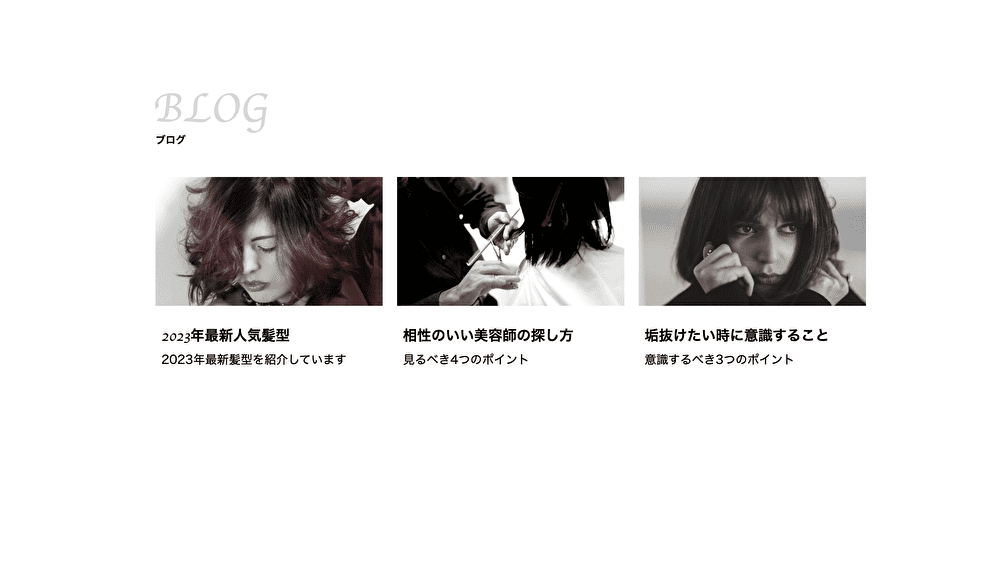 BLOG
ブログ
2023年最新人気髪型
2023年最新髪型を紹介しています
相性のいい美容師の探し方
見るべき4つのポイント
垢抜けたい時に意識すること
意識するべき3つのポイント